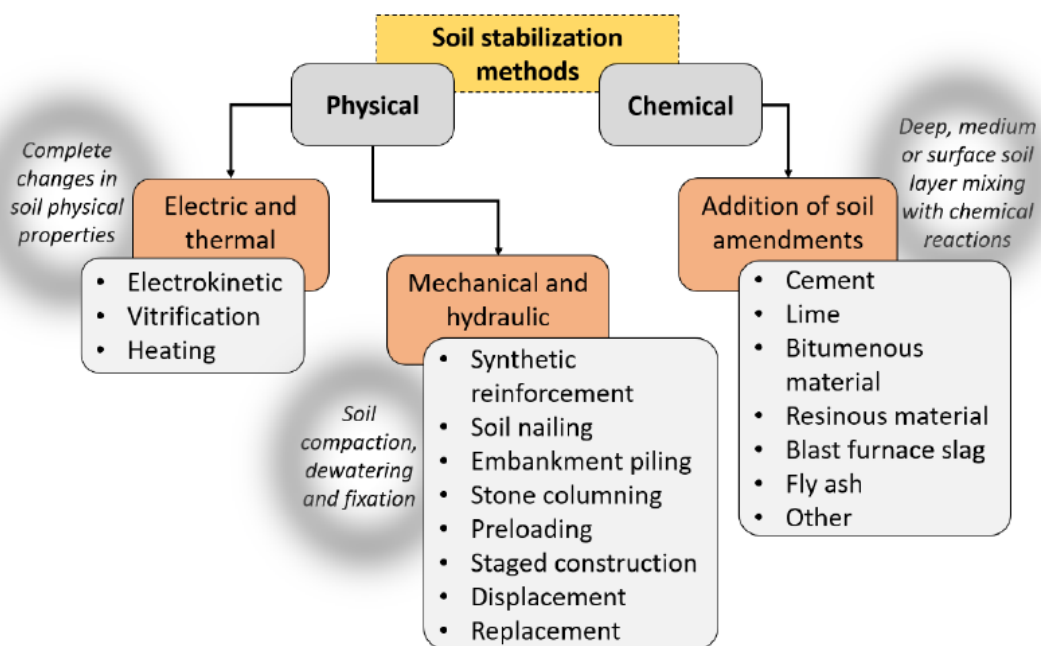 Soil stabilization
methods
Physical
Chemical
Complete
changes in
soil physical
properties
Electric and
thermal
• Electrokinetic
• Vitrification
• Heating
Mechanical and
hydraulic
Soil
compaction,
dewatering
and fixation
• Synthetic
reinforcement
• Soil nailing
• Embankment piling
• Stone columning
• Preloading
• Staged construction
• Displacement
• Replacement
Addition of soil
amendments
Deep, medium
or surface soil
layer mixing
with chemical
reactions
• Cement
• Lime
• Bitumenous
material
• Resinous material
• Blast furnace slag
• Fly ash
• Other